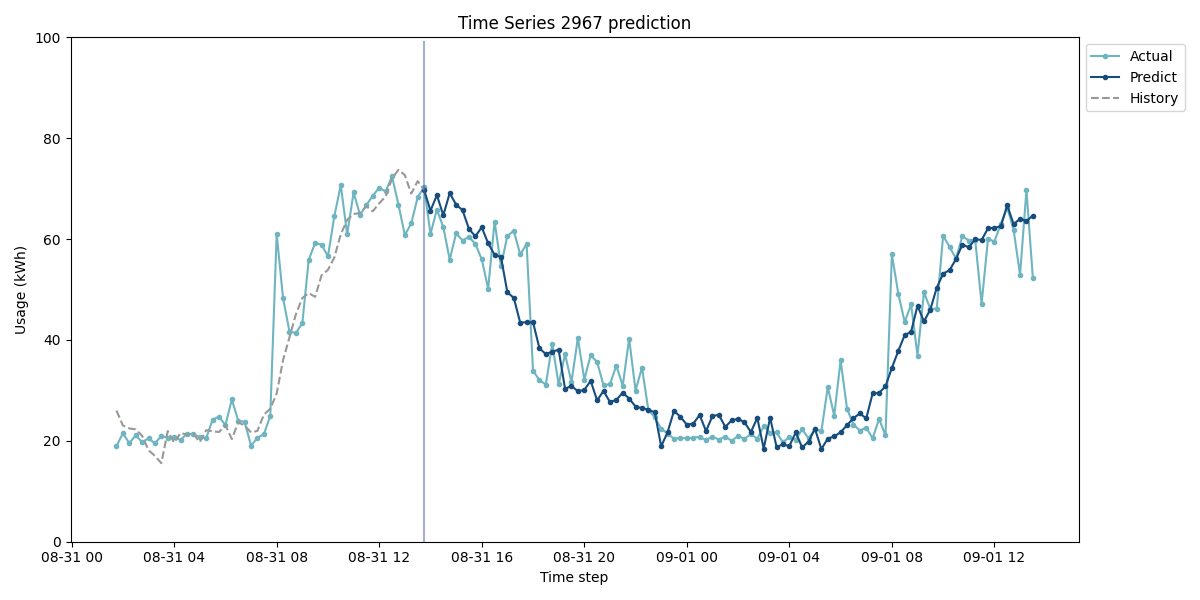 Time Series 2967 prediction
100
80
60
40
20
0
Usage (kWh)
08-31 00
08-31 04
08-31 08
08-31 12
08-31 16
08-31 20
09-01 00
09-01 04
09-01 08
09-01 12
Time step
Actual
Predict
History